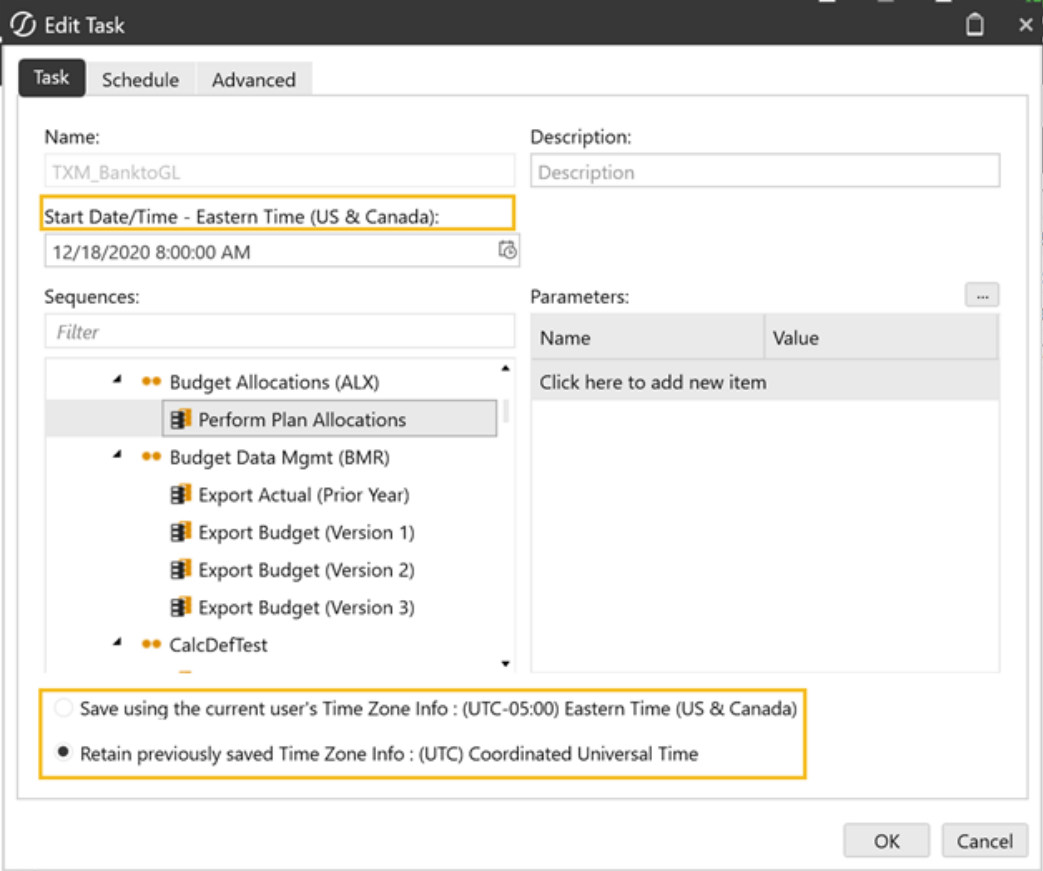 Edit Task
Task Schedule Advanced
Name: Description:
TXM_BanktoGL Description
Start Date/Time - Eastern Time (US & Canada):
12/18/2020 8:00:00 AM
Sequences: Parameters: ...
Filter Name Value
Budget Allocations (ALX) Click here to add new item
Perform Plan Allocations
Budget Data Mgmt (BMR)
Export Actual (Prior Year)
Export Budget (Version 1)
Export Budget (Version 2)
Export Budget (Version 3)
CalcDefTest
Save using the current user's Time Zone Info : (UTC-05:00) Eastern Time (US & Canada)
Retain previously saved Time Zone Info : (UTC) Coordinated Universal Time
OK Cancel